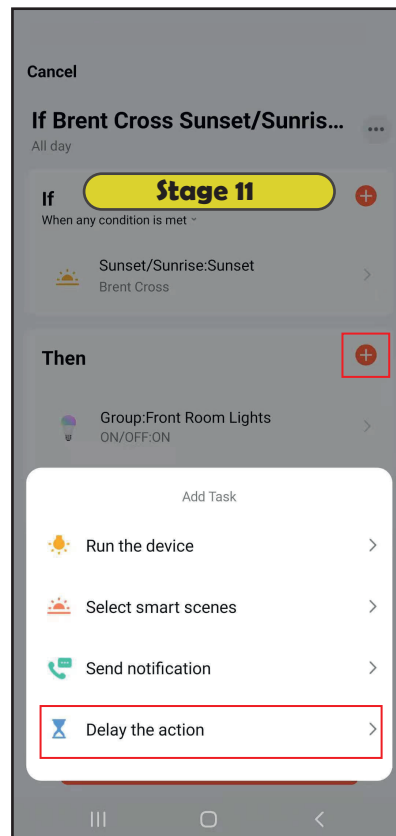 Cancel
If Brent Cross Sunset/Sunris...
All day
Stage 11
If
When any condition is met
Sunset/Sunrise:Sunset
Brent Cross
Then
Group:Front Room Lights
ON/OFF:ON
Add Task
Run the device
Select smart scenes
Send notification
Delay the action